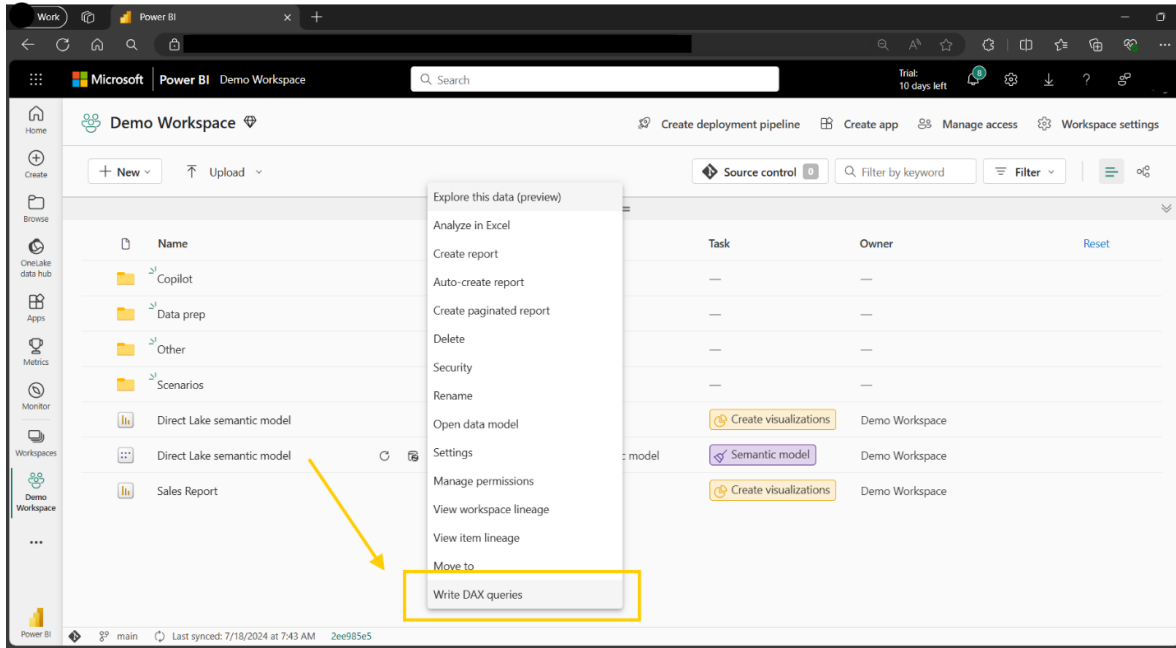 Work
Power BI
Microsoft Power BI Demo Workspace
Search
Trial:
10 days left
8
?
Home
Create
Browse
OneLake
data hub
Apps
Metrics
Monitor
Workspaces
Demo
Workspace
Power BI
Demo Workspace
Create deployment pipeline Create app Manage access Workspace settings
New Upload
Source control 0 Filter by keyword Filter
Name Task Owner Reset
Copilot — —
Data prep — —
Other — —
Scenarios — —
Direct Lake semantic model Create visualizations Demo Workspace
Direct Lake semantic model model Semantic model Demo Workspace
Sales Report Create visualizations Demo Workspace
Explore this data (preview)
Analyze in Excel
Create report
Auto-create report
Create paginated report
Delete
Security
Rename
Open data model
Settings
Manage permissions
View workspace lineage
View item lineage
Move to
Write DAX queries
main Last synced: 7/18/2024 at 7:43 AM 2ee985e5